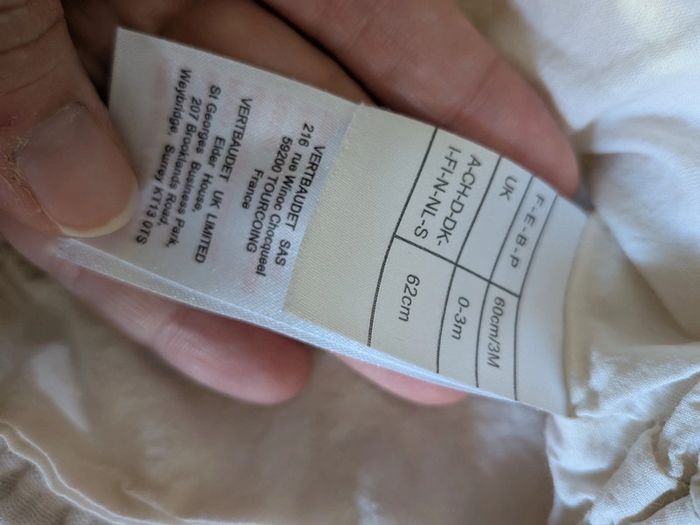 F-E-B-P
60cm/3M
UK
0-3m
A-CH-D-DK-
I-FI-N-NL-S
62cm
VERTBAUDET SAS
216 rue Winoc Chocqueel
59200 TOURCOING
France
VERTBAUDET UK LIMITED
Elder House,
St Georges Business Park,
207 Brooklands Road,
Weybridge, Surrey KT13 0TS